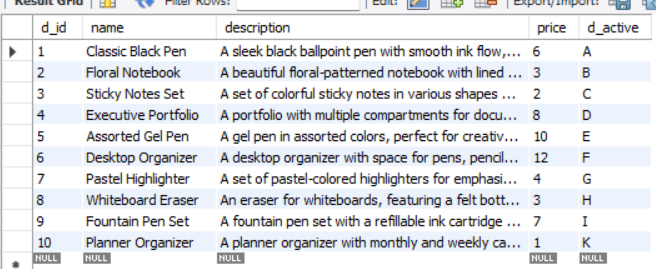 Result Grid Filter Rows: Edit: Export/Import:
d_id name description price d_active
1 Classic Black Pen A sleek black ballpoint pen with smooth ink flow,... 6 A
2 Floral Notebook A beautiful floral-patterned notebook with lined ... 3 B
3 Sticky Notes Set A set of colorful sticky notes in various shapes ... 2 C
4 Executive Portfolio A portfolio with multiple compartments for docu... 8 D
5 Assorted Gel Pen A gel pen in assorted colors, perfect for creativ... 10 E
6 Desktop Organizer A desktop organizer with space for pens, pencil... 12 F
7 Pastel Highlighter A set of pastel-colored highlighters for emphasi... 4 G
8 Whiteboard Eraser An eraser for whiteboards, featuring a felt bott... 3 H
9 Fountain Pen Set A fountain pen set with a refillable ink cartridge ... 7 I
10 Planner Organizer A planner organizer with monthly and weekly ca... 1 K
NULL NULL NULL NULL NULL